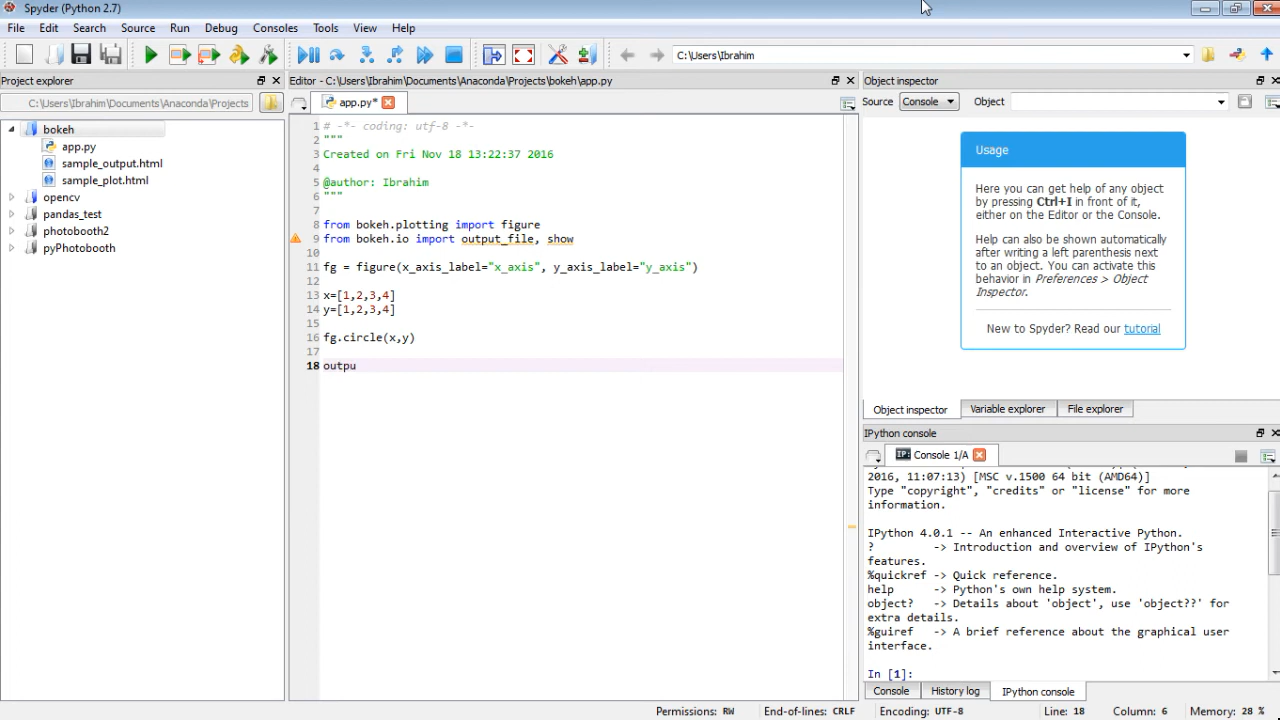 Spyder (Python 2.7)
File Edit Search Source Run Debug Consoles Tools View Help
C:\Users\Ibrahim
Project explorer
C:\Users\Ibrahim\Documents\Anaconda\Projects
bokeh
app.py
sample_output.html
sample_plot.html
opencv
pandas_test
photobooth2
pyPhotobooth
Editor - C:\Users\Ibrahim\Documents\Anaconda\Projects\bokeh\app.py
app.py*
1 # -*- coding: utf-8 -*-
2 """
3 Created on Fri Nov 18 13:22:37 2016
4
5 @author: Ibrahim
6 """
7
8 from bokeh.plotting import figure
9 from bokeh.io import output_file, show
10
11 fg = figure(x_axis_label="x_axis", y_axis_label="y_axis")
12
13 x=[1,2,3,4]
14 y=[1,2,3,4]
15
16 fg.circle(x,y)
17
18 outpu
Object inspector
Source Console Object
Usage
Here you can get help of any object
by pressing Ctrl+I in front of it,
either on the Editor or the Console.
Help can also be shown automatically
after writing a left parenthesis next
to an object. You can activate this
behavior in Preferences > Object
Inspector.
New to Spyder? Read our tutorial
Object inspector Variable explorer File explorer
IPython console
IP: Console 1/A
2016, 11:07:13) [MSC v.1500 64 bit (AMD64)]
Type "copyright", "credits" or "license" for more
information.
IPython 4.0.1 -- An enhanced Interactive Python.
? -> Introduction and overview of IPython's
features.
%quickref -> Quick reference.
help -> Python's own help system.
object? -> Details about 'object', use 'object??' for
extra details.
%guiref -> A brief reference about the graphical user
interface.
In [1]:
Console History log IPython console
Permissions: RW End-of-lines: CRLF Encoding: UTF-8 Line: 18 Column: 6 Memory: 28 %